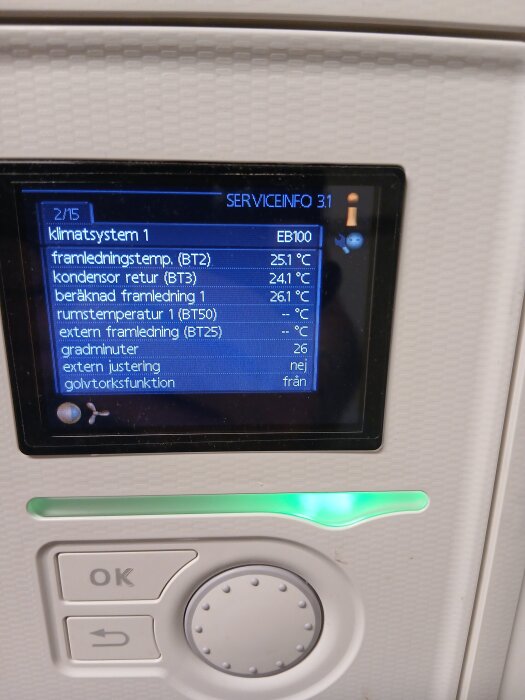 SERVICEINFO 3.1
2/15
klimatsystem 1 EB100
framledningstemp. (BT2) 25.1 °C
kondensor retur (BT3) 24.1 °C
beräknad framledning 1 26.1 °C
rumstemperatur 1 (BT50) -- °C
extern framledning (BT25) -- °C
gradminuter 26
extern justering nej
golvtorksfunktion från
OK